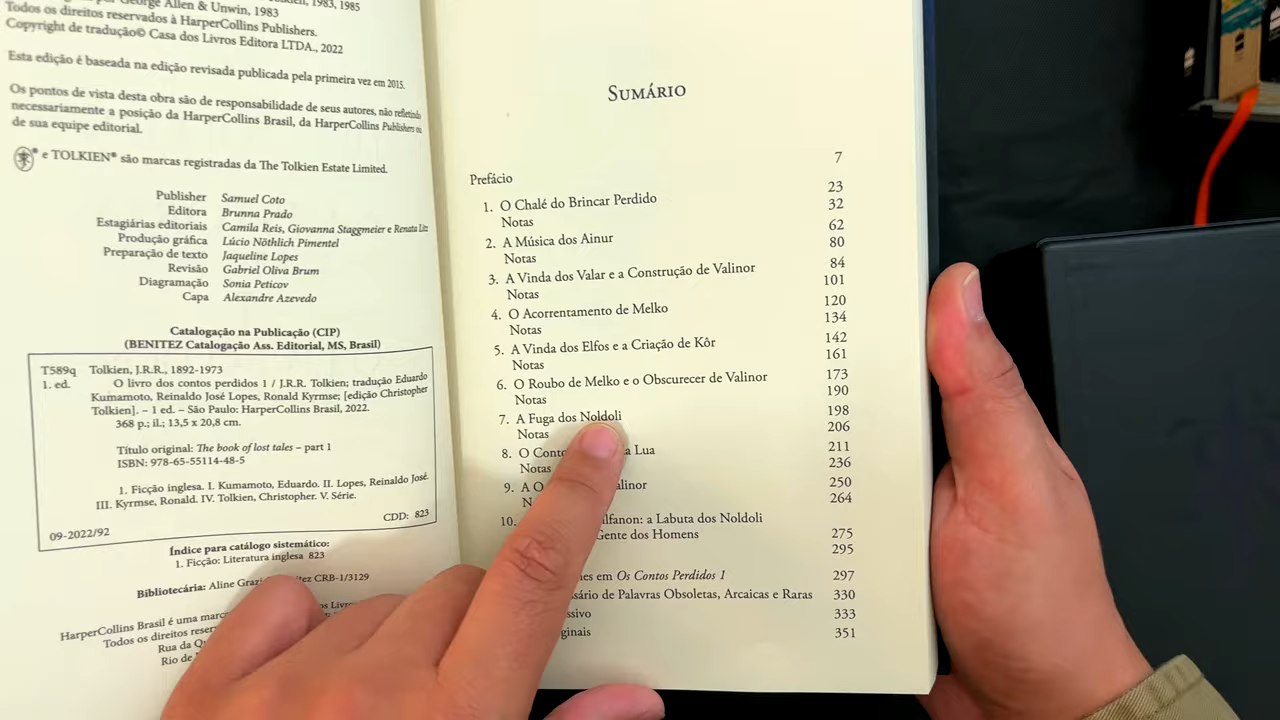 George Allen & Unwin, 1983
1983, 1985
Todos os direitos reservados à HarperCollins Publishers.
Copyright de tradução© Casa dos Livros Editora LTDA., 2022
Esta edição é baseada na edição revisada publicada pela primeira vez em 2015.
Os pontos de vista desta obra são de responsabilidade de seus autores, não refletindo
necessariamente a posição da HarperCollins Brasil, da HarperCollins Publishers ou
de sua equipe editorial.
® e TOLKIEN® são marcas registradas da The Tolkien Estate Limited.
Publisher Samuel Coto
Editora Brunna Prado
Estagiárias editoriais Camila Reis, Giovanna Staggmeier e Renata
Produção gráfica Lúcio Nöthlich Pimentel
Preparação de texto Jaqueline Lopes
Revisão Gabriel Oliva Brum
Diagramação Sonia Peticov
Capa Alexandre Azevedo
Catalogação na Publicação (CIP)
(BENITEZ Catalogação Ass. Editorial, MS, Brasil)
T589q Tolkien, J.R.R., 1892-1973
1. ed. O livro dos contos perdidos 1 / J.R.R. Tolkien; tradução Eduardo
Kumamoto, Reinaldo José Lopes, Ronald Kyrmse; [edição Christopher
Tolkien]. – 1 ed. – São Paulo: HarperCollins Brasil, 2022.
368 p.; il.; 13,5 x 20,8 cm.
Título original: The book of lost tales – part 1
ISBN: 978-65-55114-48-5
1. Ficção inglesa. I. Kumamoto, Eduardo. II. Lopes, Reinaldo José.
III. Kyrmse, Ronald. IV. Tolkien, Christopher. V. Série.
09-2022/92 CDD: 823
Índice para catálogo sistemático:
1. Ficção: Literatura inglesa 823
Bibliotecária: Aline CRB-1/3129
HarperCollins Brasil é uma
Todos os direitos
Rua da
Rio de
SUMÁRIO
Prefácio 7
1. O Chalé do Brincar Perdido 23
Notas 32
2. A Música dos Ainur 62
Notas 80
3. A Vinda dos Valar e a Construção de Valinor 84
Notas 101
4. O Acorrentamento de Melko 120
Notas 134
5. A Vinda dos Elfos e a Criação de Kôr 142
Notas 161
6. O Roubo de Melko e o Obscurecer de Valinor 173
Notas 190
7. A Fuga dos Noldoli 198
Notas 206
8. O Lua 211
Notas 236
9. A 250
264
10. a Labuta dos Noldoli
Gente dos Homens 275
295
em Os Contos Perdidos 1 297
de Palavras Obsoletas, Arcaicas e Raras 330
333
351